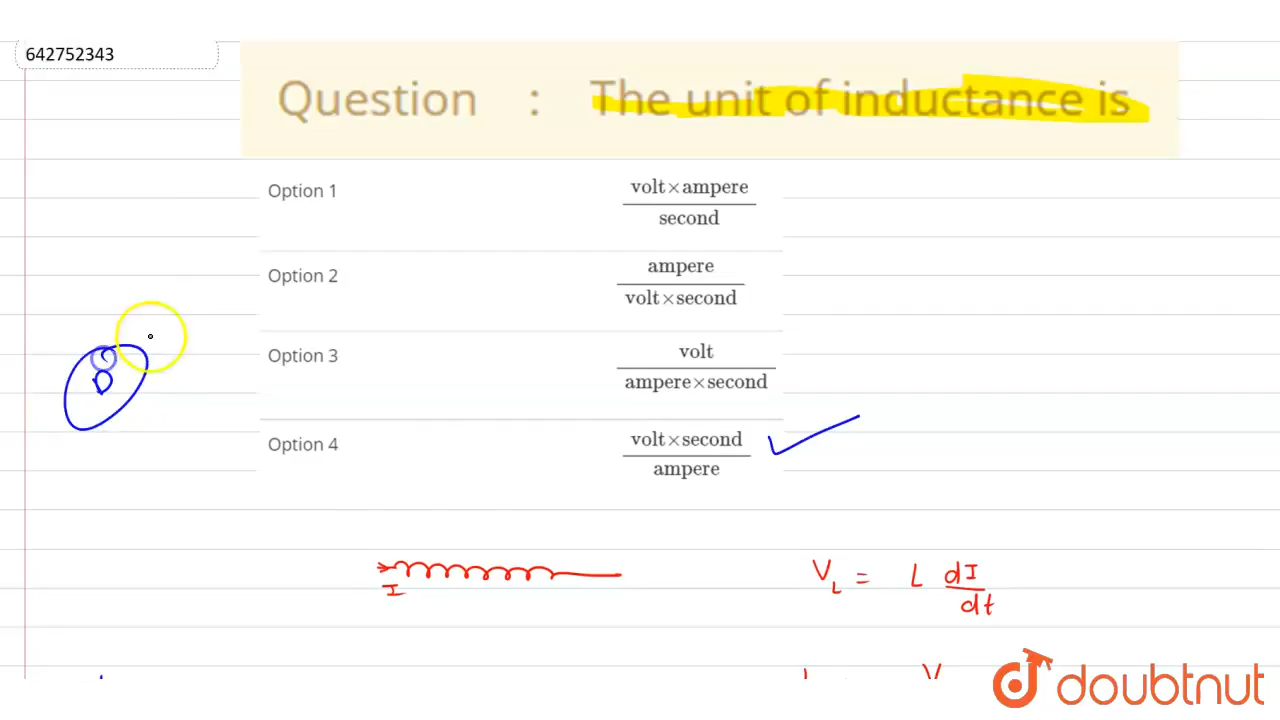 642752343
Question : The unit of inductance is
Option 1
volt×ampere
second
Option 2
ampere
volt×second
Option 3
volt
ampere×second
Option 4
volt×second
ampere
I
V_L = L dI
dt
V
doubtnut